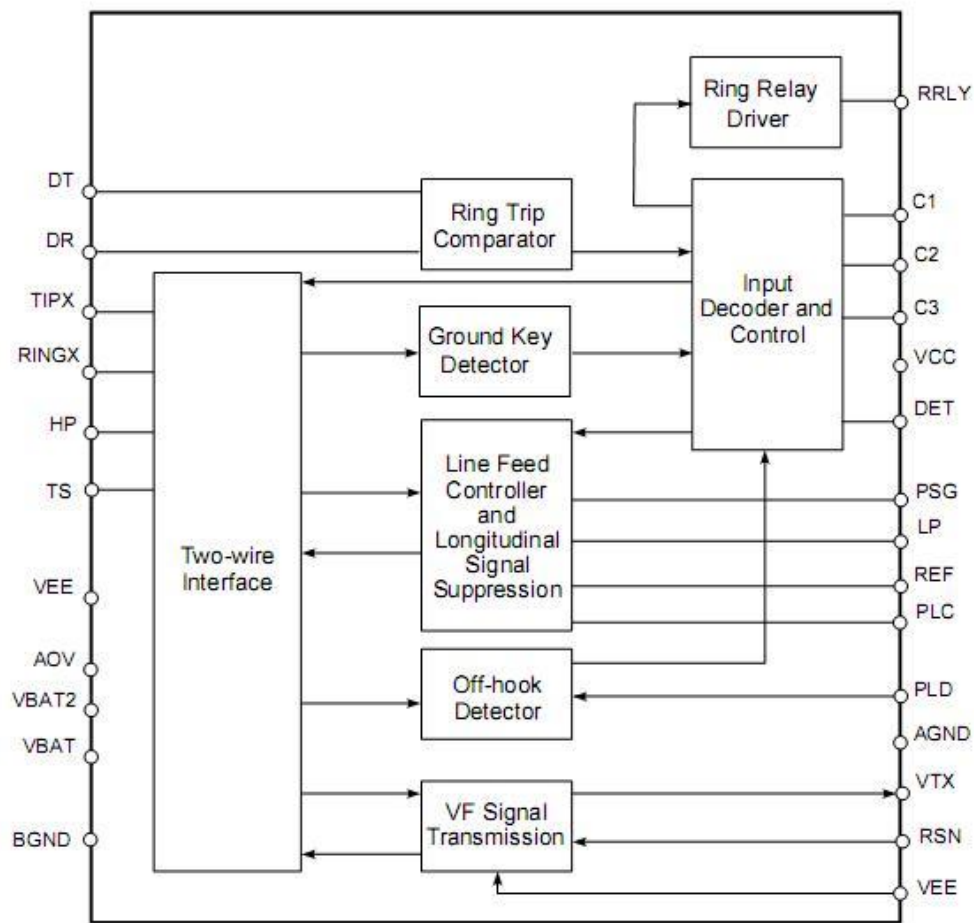 Ring Relay
Driver
RRLY
DT
DR
Ring Trip
Comparator
C1
C2
C3
VCC
DET
Input
Decoder and
Control
TIPX
RINGX
HP
TS
Ground Key
Detector
Two-wire
Interface
Line Feed
Controller
and
Longitudinal
Signal
Suppression
PSG
LP
REF
PLC
VEE
AOV
VBAT2
VBAT
BGND
Off-hook
Detector
PLD
AGND
VF Signal
Transmission
VTX
RSN
VEE